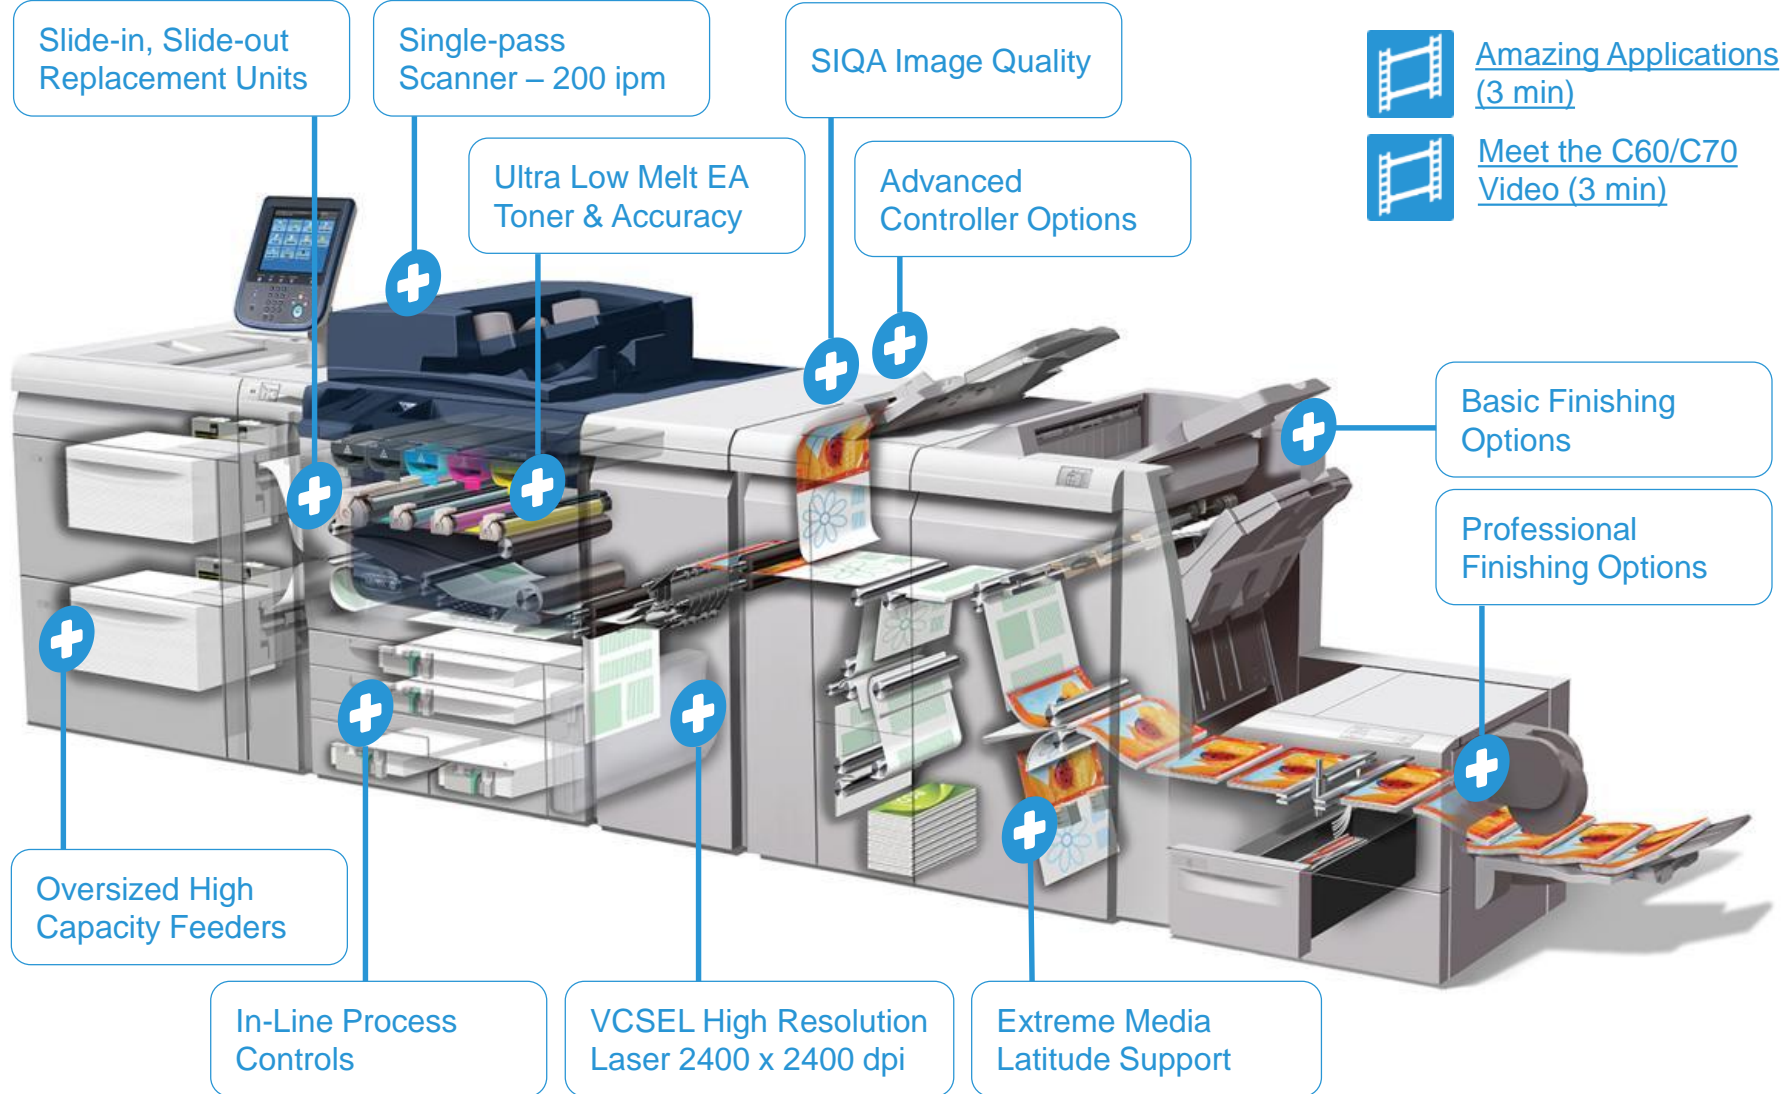 Slide-in, Slide-out
Replacement Units
Single-pass
Scanner – 200 ipm
SIQA Image Quality
Amazing Applications
(3 min)
Meet the C60/C70
Video (3 min)
Ultra Low Melt EA
Toner & Accuracy
Advanced
Controller Options
Basic Finishing
Options
Professional
Finishing Options
Oversized High
Capacity Feeders
In-Line Process
Controls
VCSEL High Resolution
Laser 2400 x 2400 dpi
Extreme Media
Latitude Support